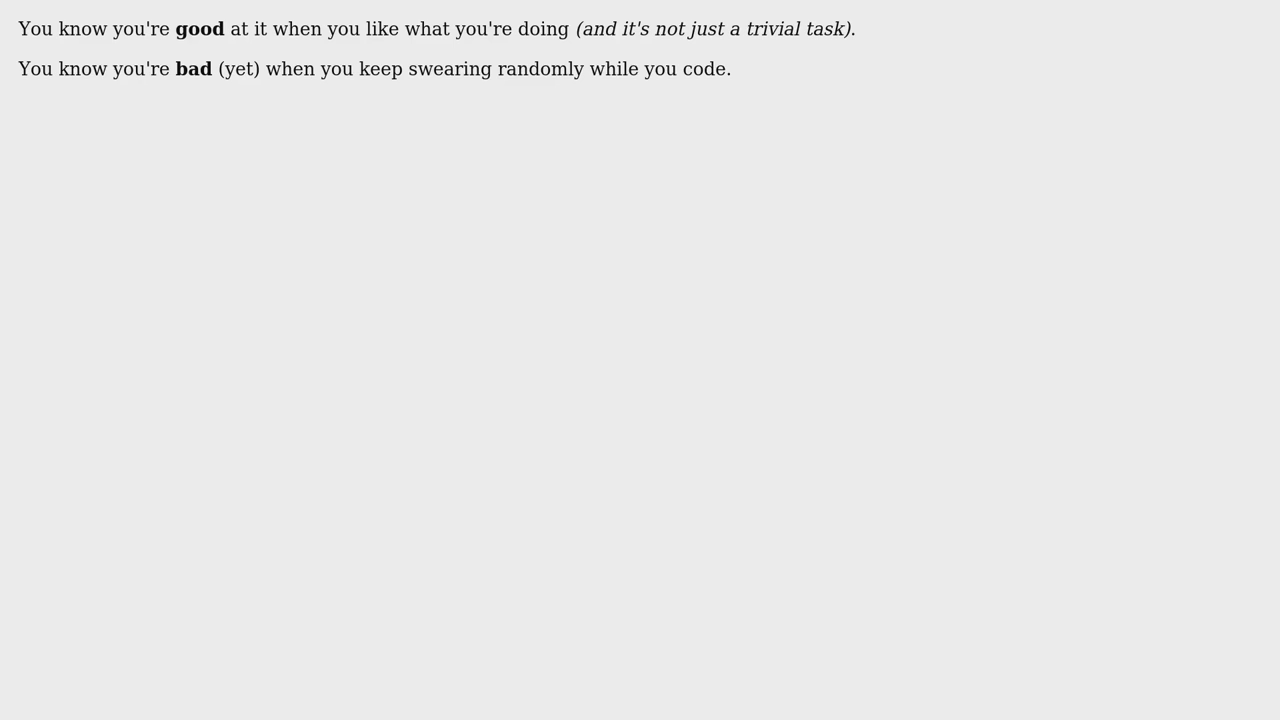 You know you're good at it when you like what you're doing (and it's not just a trivial task).
You know you're bad (yet) when you keep swearing randomly while you code.